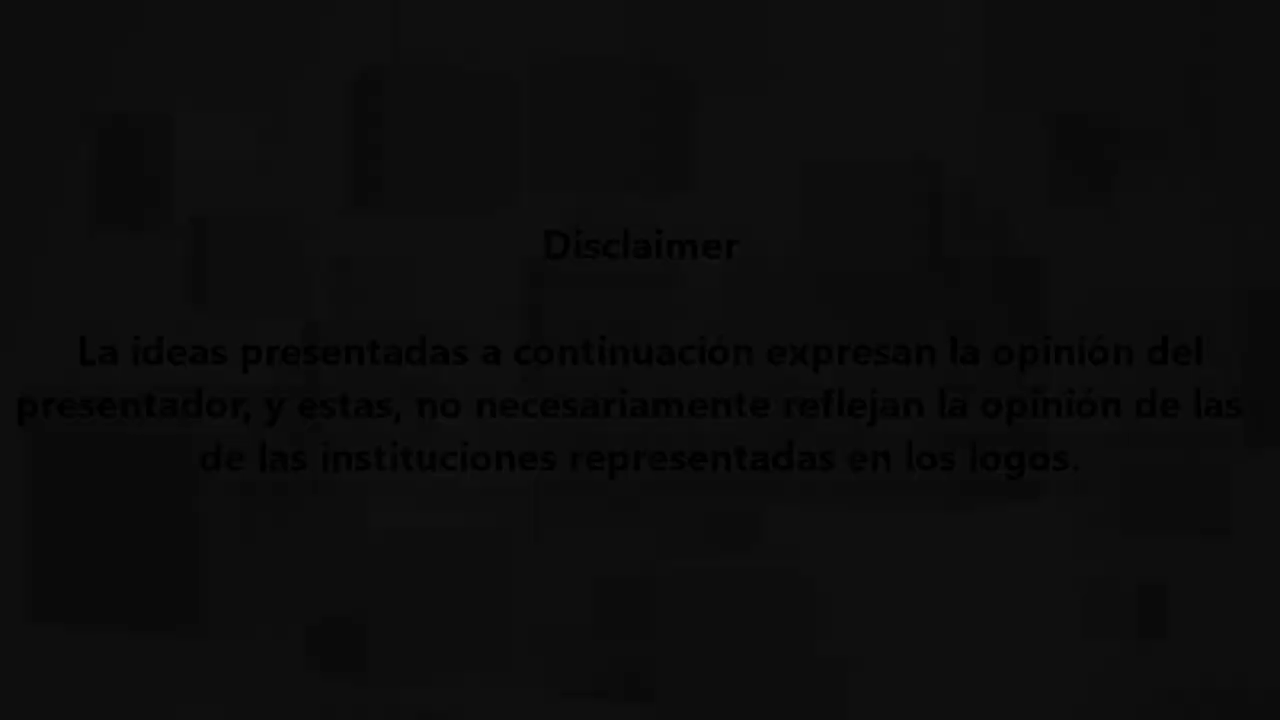 Disclaimer
La ideas presentadas a continuación expresan la opinión del
presentador, y estas, no necesariamente reflejan la opinión de las
de las instituciones representadas en los logos.